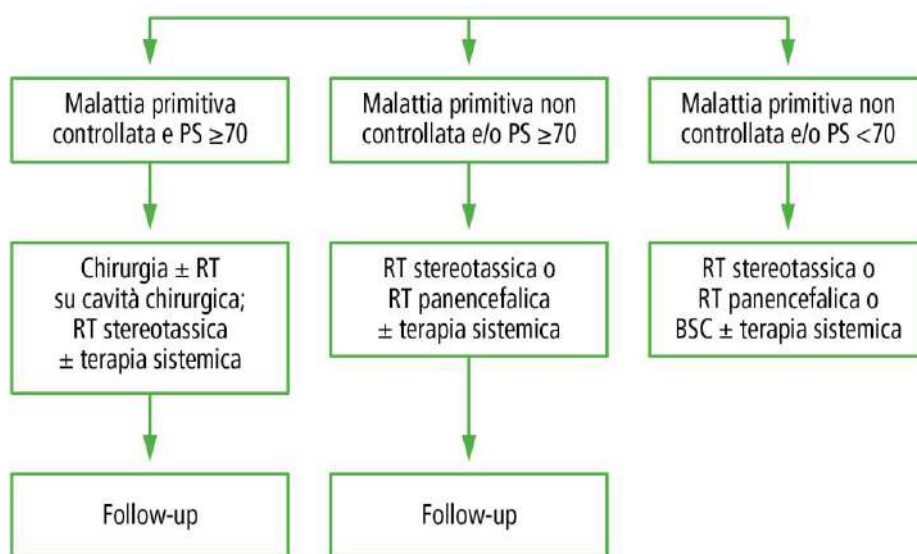 Malattia primitiva
controllata e PS ≥70
Malattia primitiva non
controllata e/o PS ≥70
Malattia primitiva non
controllata e/o PS <70
Chirurgia ± RT
su cavità chirurgica;
RT stereotassica
± terapia sistemica
RT stereotassica o
RT panencefalica
± terapia sistemica
RT stereotassica o
RT panencefalica o
BSC ± terapia sistemica
Follow-up
Follow-up